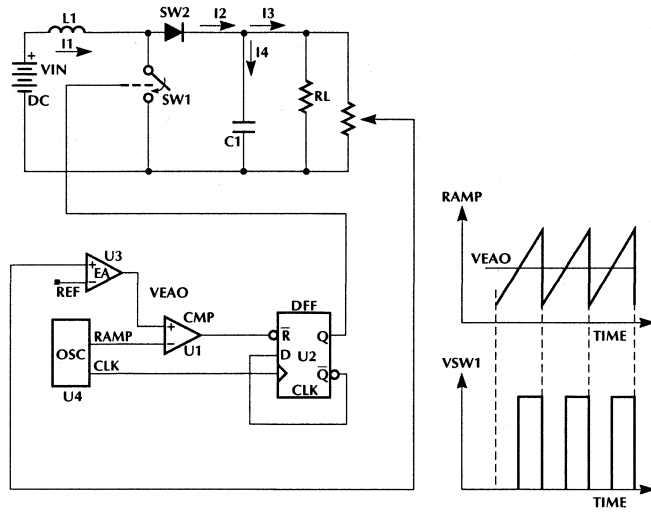 L1
SW2
I2
I3
I1
+
VIN
I4
DC
SW1
RL
C1
U3
+
EA
−
REF
VEAO
CMP
DFF
RAMP
+
−
U1
R̅
Q
D
U2
OSC
CLK
Q̅
CLK
U4
RAMP
VEAO
TIME
VSW1
TIME